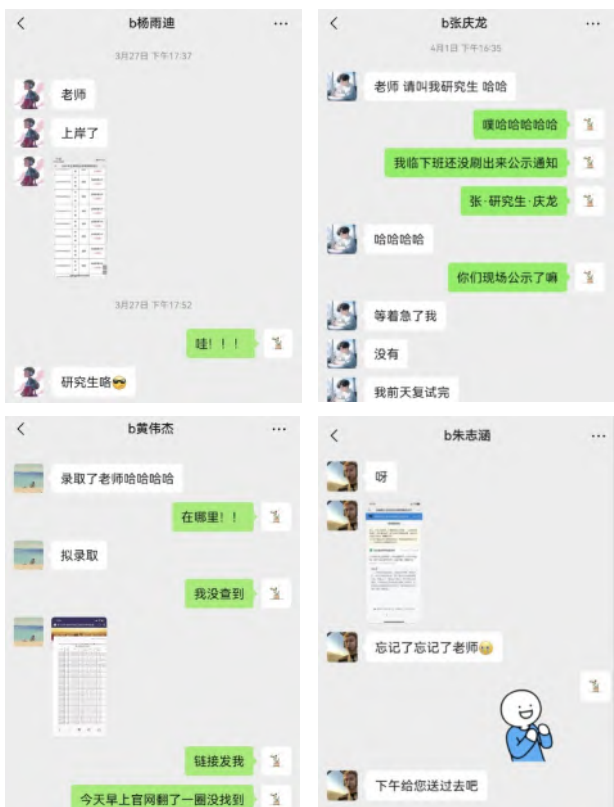 b杨雨迪
3月27日 下午17:37
老师
上岸了
3月27日 下午17:52
哇！！！
研究生咯😎
b张庆龙
4月1日 下午16:35
老师 请叫我研究生 哈哈
噗哈哈哈哈哈
我临下班还没刷出来公示通知
张·研究生·庆龙
哈哈哈哈
你们现场公示了嘛
等着急了我
没有
我前天复试完
b黄伟杰
录取了老师哈哈哈哈
在哪里！！
拟录取
我没查到
链接发我
今天早上官网翻了一圈没找到
b朱志涵
呀
忘记了忘记了老师😭
下午给您送过去吧